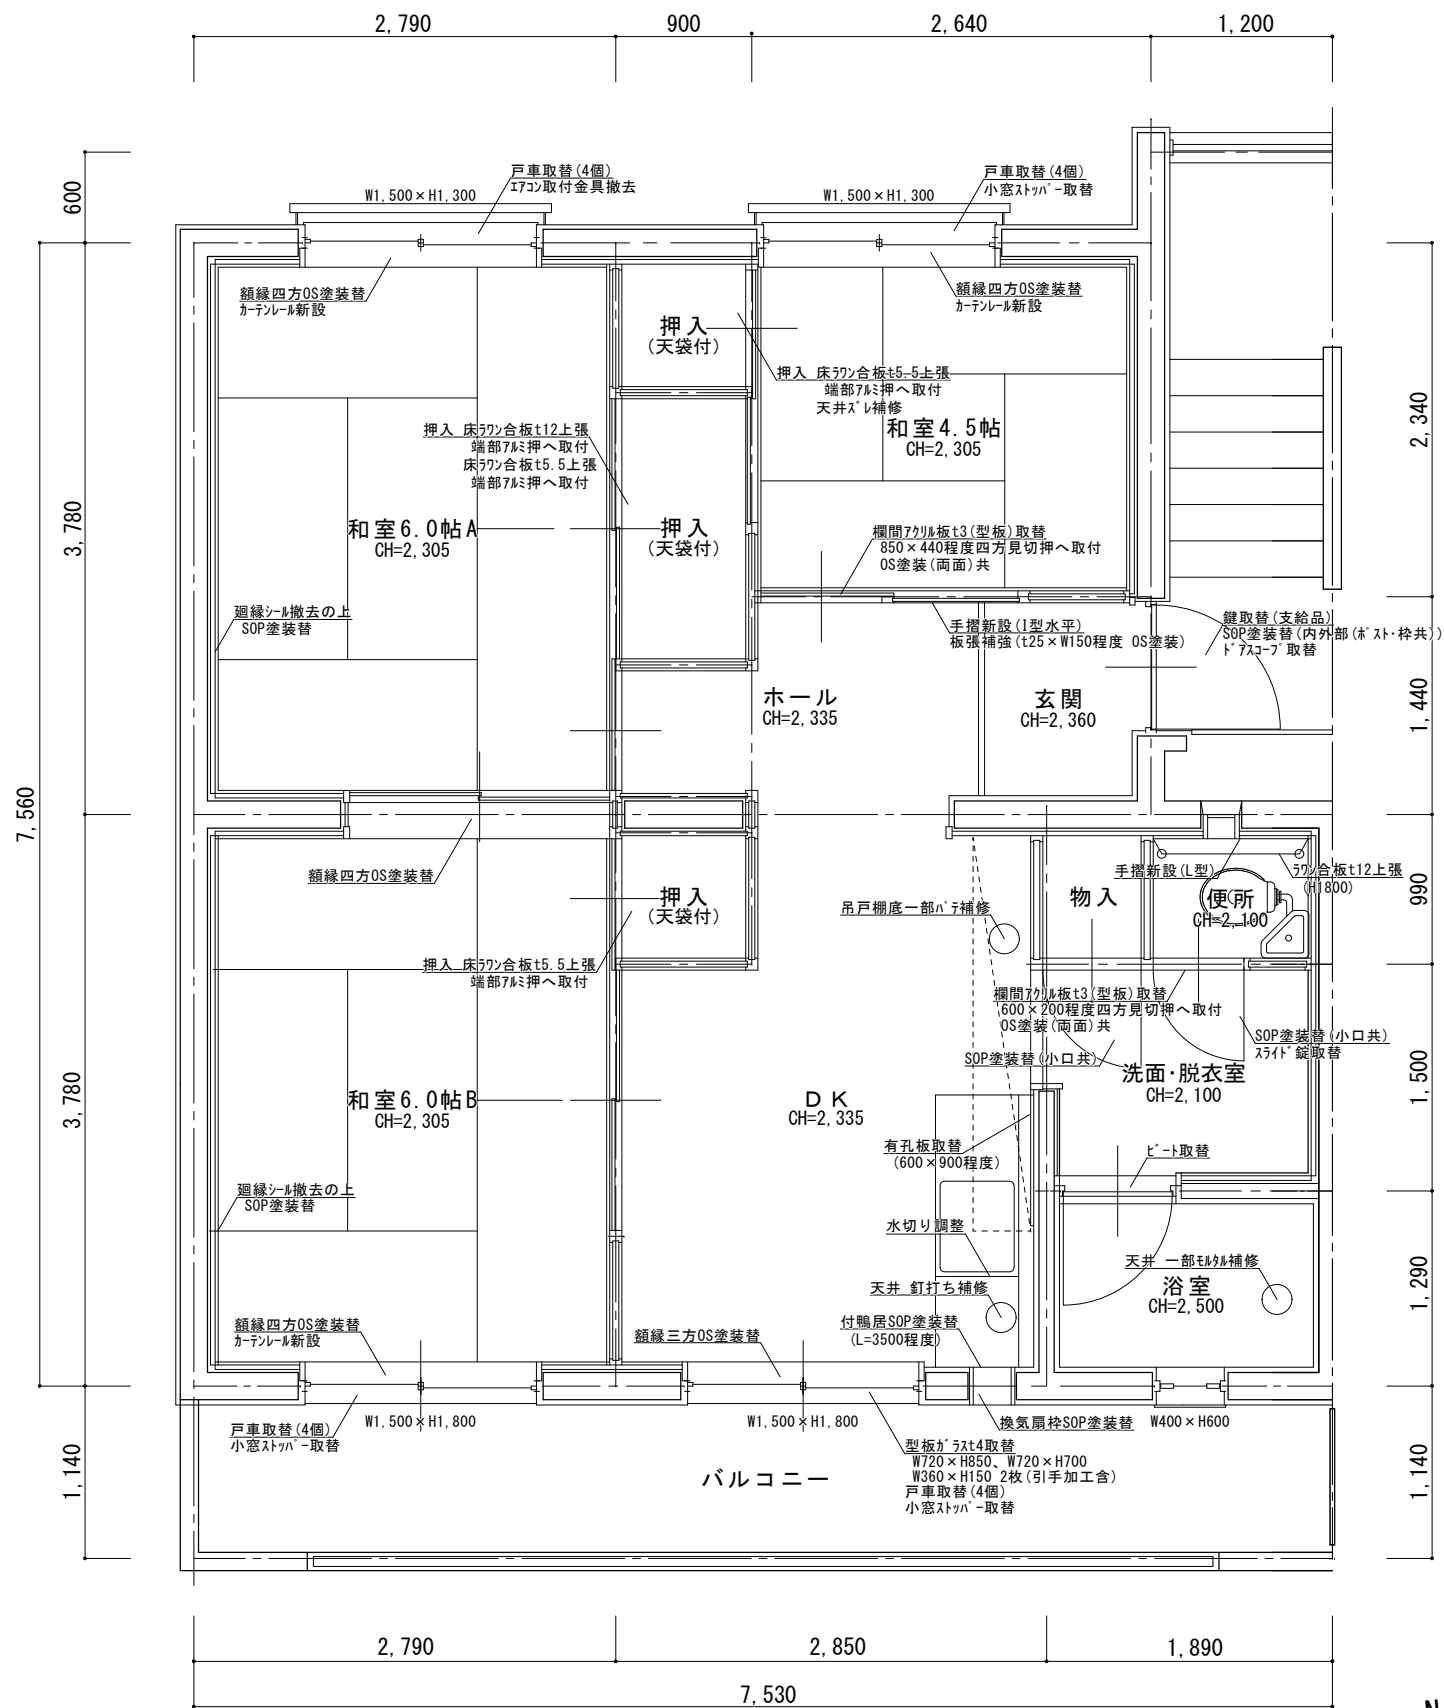 2,790
900
2,640
1,200
600
戸車取替(4個)
ｴｱｺﾝ取付金具撤去
W1,500×H1,300
戸車取替(4個)
小窓ｽﾄｯﾊﾟｰ取替
W1,500×H1,300
額縁四方OS塗装替
ｶｰﾃﾝﾚｰﾙ新設
額縁四方OS塗装替
ｶｰﾃﾝﾚｰﾙ新設
押入
(天袋付)
押入 床ﾗﾜﾝ合板t5.5上張
端部ｱﾙﾐ押へ取付
天井ｽﾞﾚ補修
和室4.5帖
CH=2,305
2,340
押入 床ﾗﾜﾝ合板t12上張
端部ｱﾙﾐ押へ取付
床ﾗﾜﾝ合板t5.5上張
端部ｱﾙﾐ押へ取付
3,780
和室6.0帖A
CH=2,305
押入
(天袋付)
欄間ｱｸﾘﾙ板t3(型板)取替
850×440程度四方見切押へ取付
OS塗装(両面)共
廻縁ｼｰﾙ撤去の上
SOP塗装替
手摺新設(I型水平)
板張補強(t25×W150程度 OS塗装)
鍵取替(支給品)
SOP塗装替(内外部(ﾎﾟｽﾄ･枠共))
ﾄﾞｱｽｺｰﾌﾟ取替
ホール
CH=2,335
玄関
CH=2,360
1,440
7,560
額縁四方OS塗装替
押入
(天袋付)
吊戸棚底一部ﾊﾟﾃ補修
物入
手摺新設(L型)
便所
CH=2,100
ﾗﾜﾝ合板t12上張
(H1800)
990
押入 床ﾗﾜﾝ合板t5.5上張
端部ｱﾙﾐ押へ取付
欄間ｱｸﾘﾙ板t3(型板)取替
600×200程度四方見切押へ取付
OS塗装(両面)共
SOP塗装替(小口共)
SOP塗装替(小口共)
ｽﾗｲﾄﾞ錠取替
洗面･脱衣室
CH=2,100
1,500
3,780
和室6.0帖B
CH=2,305
DK
CH=2,335
有孔板取替
(600×900程度)
ﾋﾞｰﾄ取替
廻縁ｼｰﾙ撤去の上
SOP塗装替
水切り調整
天井 一部ﾓﾙﾀﾙ補修
天井 釘打ち補修
浴室
CH=2,500
1,290
額縁四方OS塗装替
ｶｰﾃﾝﾚｰﾙ新設
額縁三方OS塗装替
付鴨居SOP塗装替
(L=3500程度)
戸車取替(4個)
小窓ｽﾄｯﾊﾟｰ取替
W1,500×H1,800
W1,500×H1,800
換気扇枠SOP塗装替
W400×H600
型板ｶﾞﾗｽt4取替
W720×H850、W720×H700
W360×H150 2枚(引手加工含)
戸車取替(4個)
小窓ｽﾄｯﾊﾟｰ取替
1,140
バルコニー
1,140
2,790
2,850
1,890
7,530
N